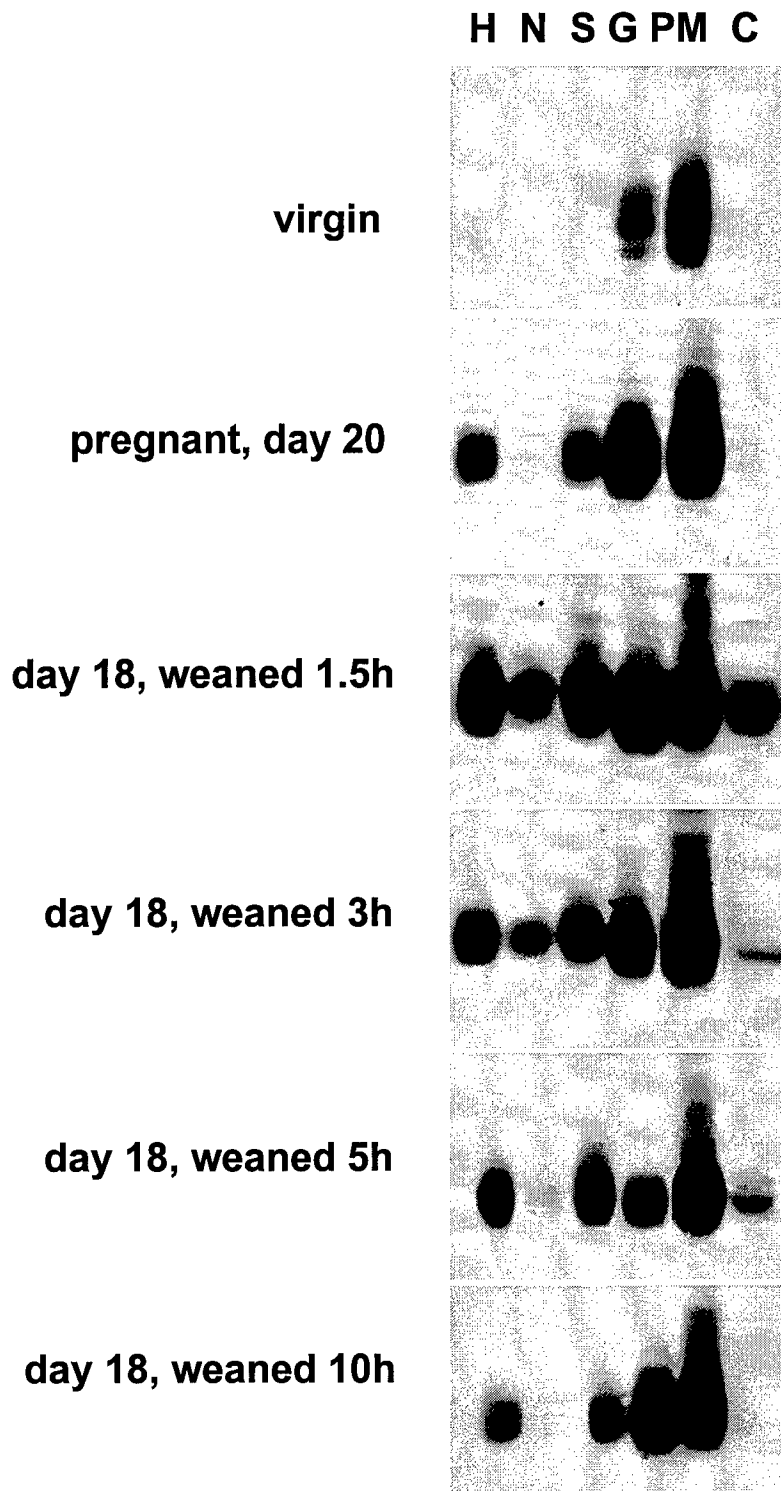 H N S G PM C
virgin
pregnant, day 20
day 18, weaned 1.5h
day 18, weaned 3h
day 18, weaned 5h
day 18, weaned 10h